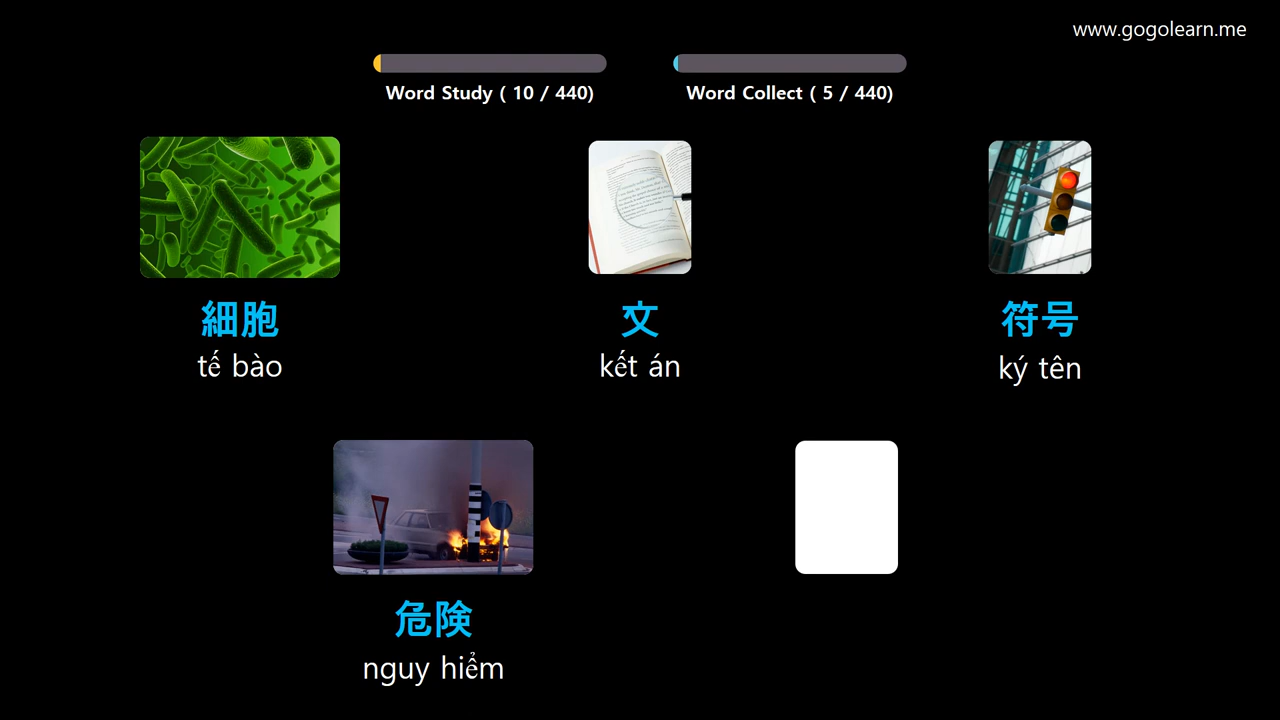 www.gogolearn.me
Word Study ( 10 / 440)
Word Collect ( 5 / 440)
細胞
tế bào
文
kết án
符号
ký tên
危険
nguy hiểm